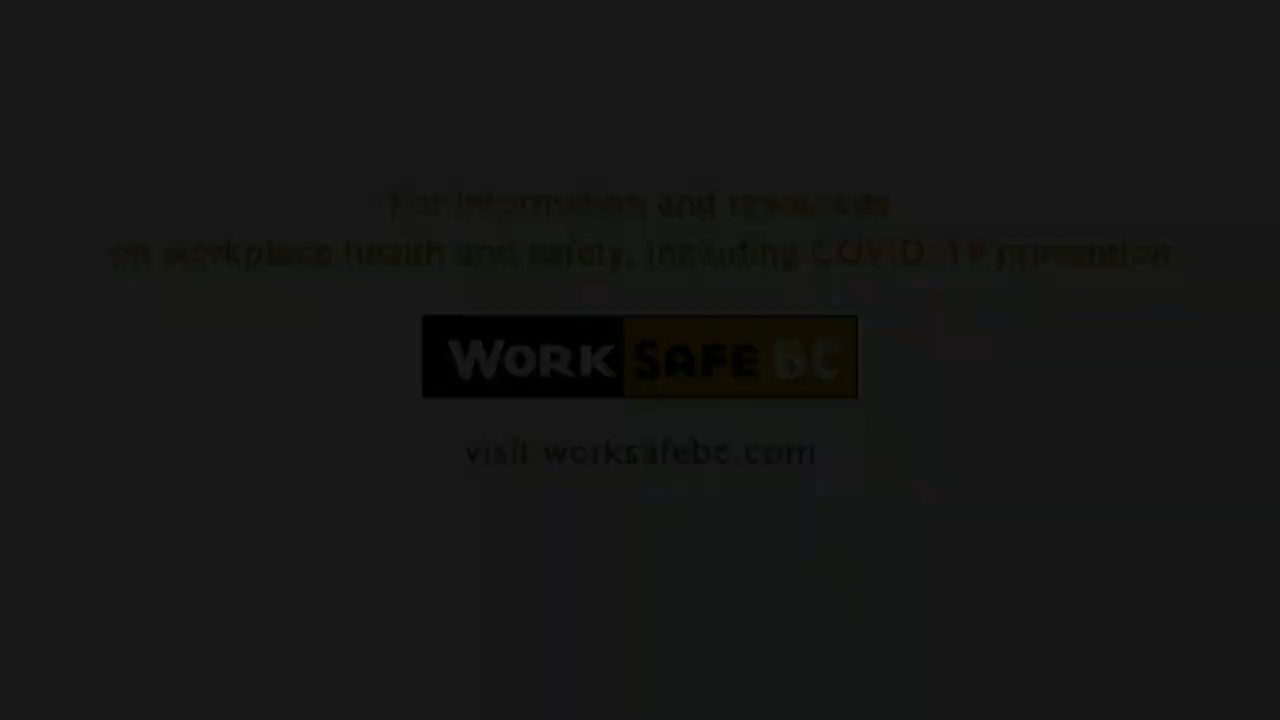 For information and resources
on workplace health and safety, including COVID-19 prevention
WORK SAFE BC
visit worksafebc.com